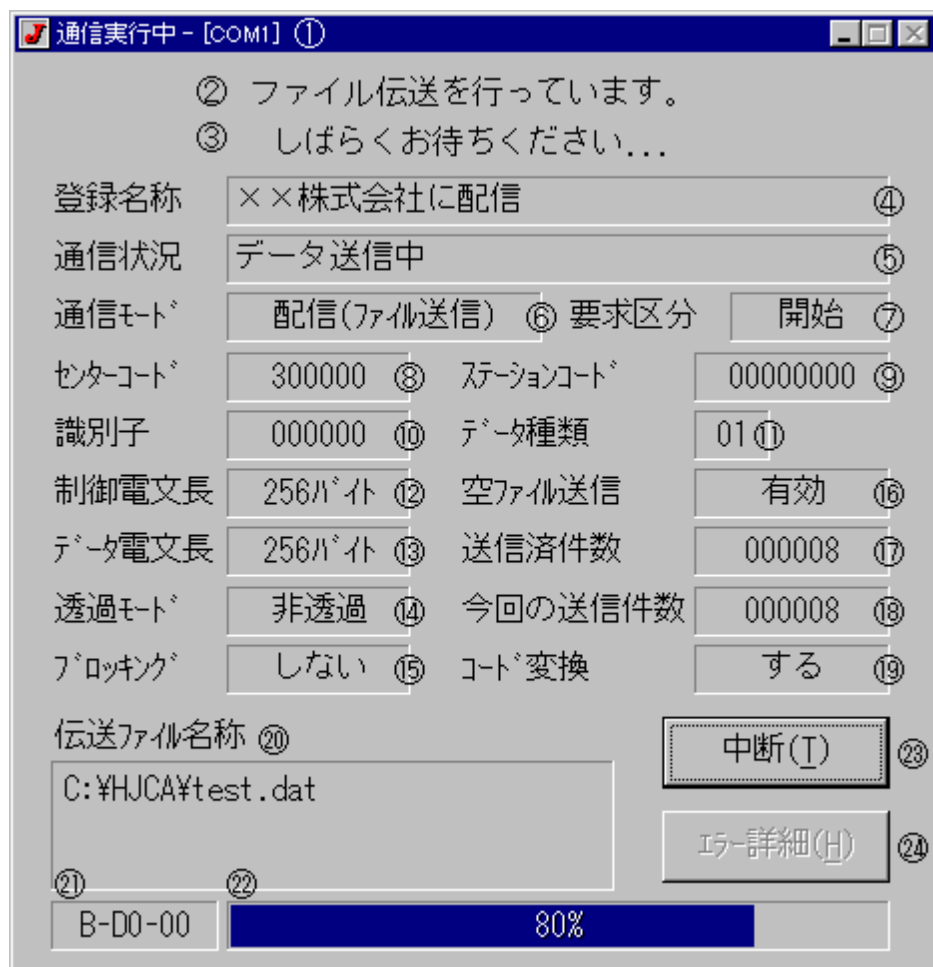 通信実行中 - [COM1] ①
② ファイル伝送を行っています。
③ しばらくお待ちください...
登録名称 ××株式会社に配信 ④
通信状況 データ送信中 ⑤
通信ﾓｰﾄﾞ 配信(ﾌｧｲﾙ送信) ⑥ 要求区分 開始 ⑦
ｾﾝﾀｰｺｰﾄﾞ 300000 ⑧ ｽﾃｰｼｮﾝｺｰﾄﾞ 00000000 ⑨
識別子 000000 ⑩ ﾃﾞｰﾀ種類 01 ⑪
制御電文長 256ﾊﾞｲﾄ ⑫ 空ﾌｧｲﾙ送信 有効 ⑯
ﾃﾞｰﾀ電文長 256ﾊﾞｲﾄ ⑬ 送信済件数 000008 ⑰
透過ﾓｰﾄﾞ 非透過 ⑭ 今回の送信件数 000008 ⑱
ﾌﾞﾛｯｷﾝｸﾞ しない ⑮ ｺｰﾄﾞ変換 する ⑲
伝送ﾌｧｲﾙ名称 ⑳
中断(T) ㉓
C:¥HJCA¥test.dat
ｴﾗｰ詳細(H) ㉔
㉑ ㉒
B-D0-00 80%